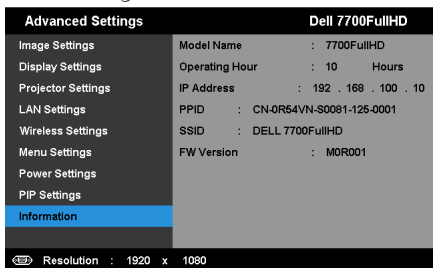 Advanced Settings Dell 7700FullHD
Image Settings Model Name : 7700FullHD
Display Settings Operating Hour : 10 Hours
Projector Settings IP Address : 192 . 168 . 100 . 10
LAN Settings PPID : CN-0R54VN-S0081-125-0001
Wireless Settings SSID : DELL 7700FullHD
Menu Settings FW Version : M0R001
Power Settings
PIP Settings
Information
Resolution : 1920 x 1080